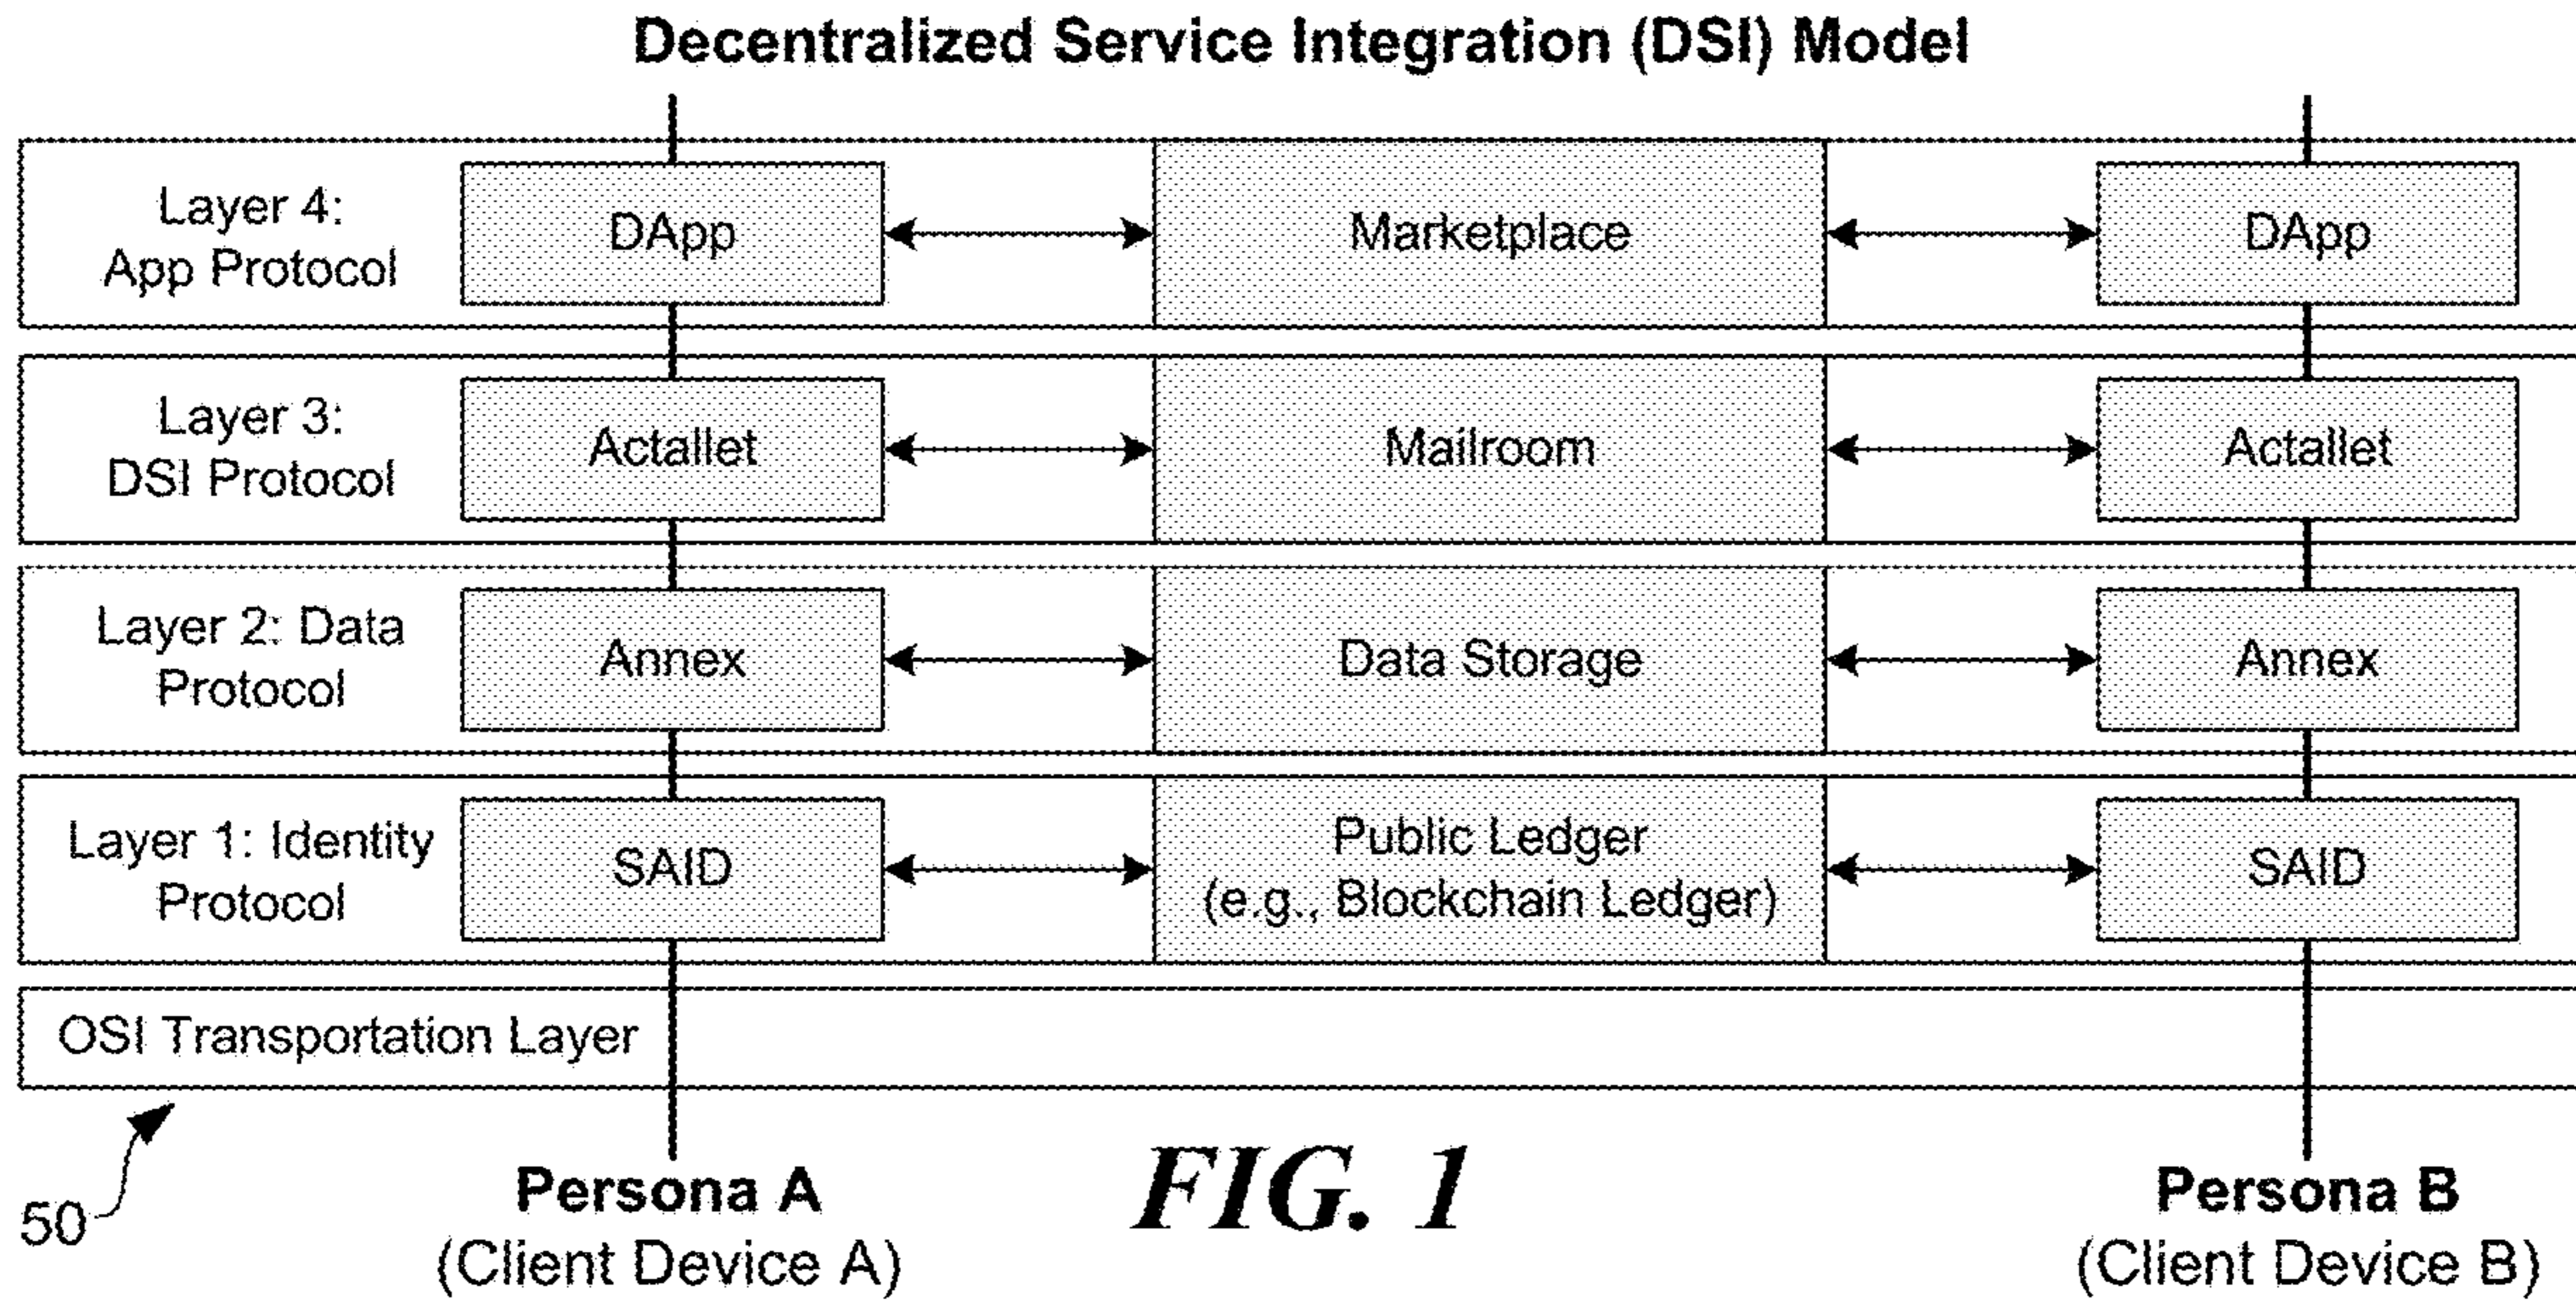 Decentralized Service Integration (DSI) Model
Layer 4:
App Protocol
DApp
Marketplace
DApp
Layer 3:
DSI Protocol
Actallet
Mailroom
Actallet
Layer 2: Data
Protocol
Annex
Data Storage
Annex
Layer 1: Identity
Protocol
SAID
Public Ledger
(e.g., Blockchain Ledger)
SAID
OSI Transportation Layer
50
Persona A
(Client Device A)
FIG. 1
Persona B
(Client Device B)